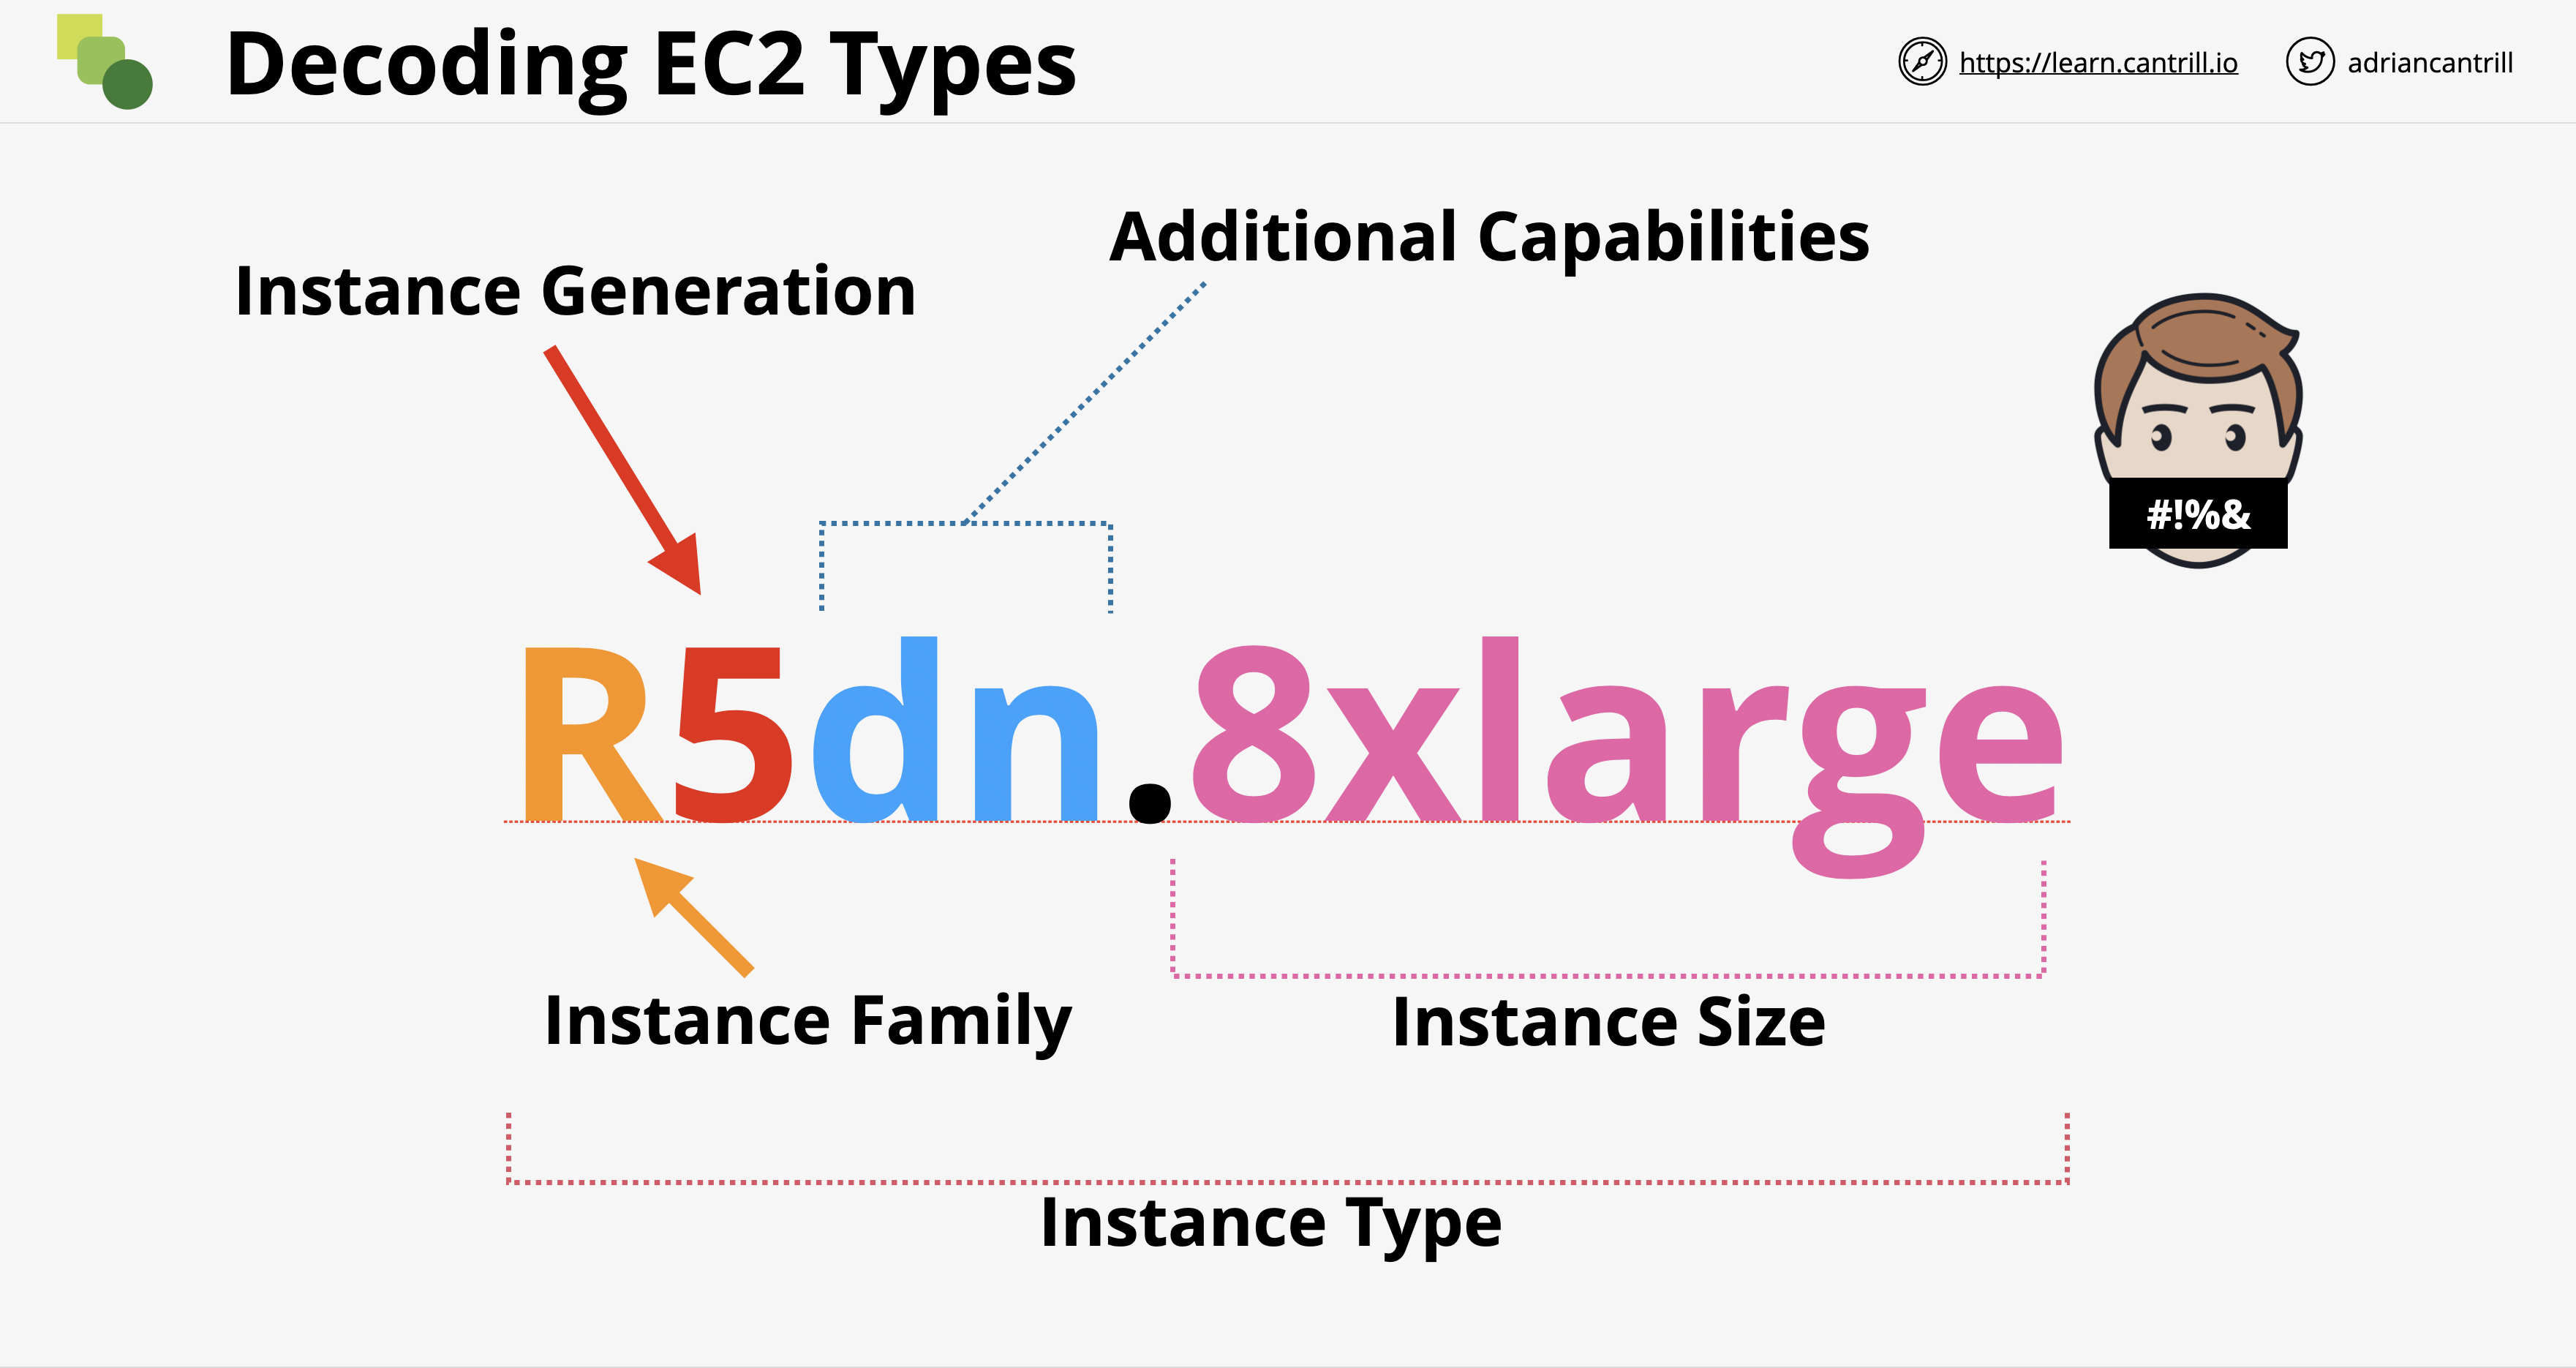 Decoding EC2 Types
https://learn.cantrill.io
adriancantrill
Additional Capabilities
Instance Generation
#!%&
R5dn.8xlarge
Instance Family
Instance Size
Instance Type